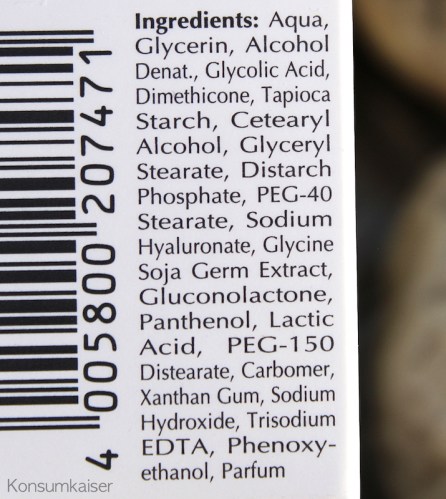 Ingredients: Aqua,
Glycerin, Alcohol
Denat., Glycolic Acid,
Dimethicone, Tapioca
Starch, Cetearyl
Alcohol, Glyceryl
Stearate, Distarch
Phosphate, PEG-40
Stearate, Sodium
Hyaluronate, Glycine
Soja Germ Extract,
Gluconolactone,
Panthenol, Lactic
Acid, PEG-150
Distearate, Carbomer,
Xanthan Gum, Sodium
Hydroxide, Trisodium
EDTA, Phenoxy-
ethanol, Parfum
4 005800 207471
Konsumkaiser